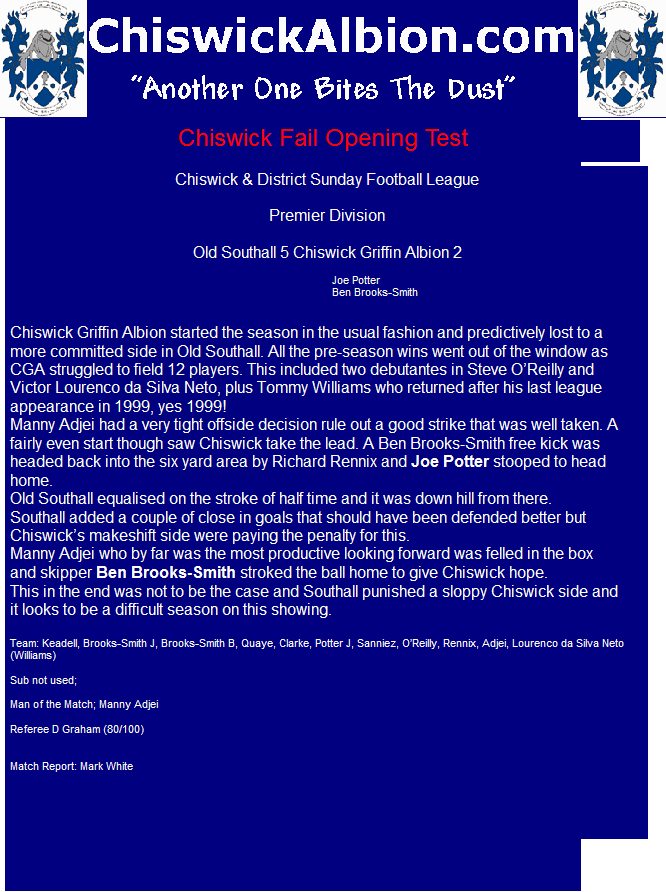 ChiswickAlbion.com
“Another One Bites The Dust”
Chiswick Fail Opening Test
Chiswick & District Sunday Football League
Premier Division
Old Southall 5 Chiswick Griffin Albion 2
Joe Potter
Ben Brooks-Smith
Chiswick Griffin Albion started the season in the usual fashion and predictively lost to a
more committed side in Old Southall. All the pre-season wins went out of the window as
CGA struggled to field 12 players. This included two debutantes in Steve O’Reilly and
Victor Lourenco da Silva Neto, plus Tommy Williams who returned after his last league
appearance in 1999, yes 1999!
Manny Adjei had a very tight offside decision rule out a good strike that was well taken. A
fairly even start though saw Chiswick take the lead. A Ben Brooks-Smith free kick was
headed back into the six yard area by Richard Rennix and Joe Potter stooped to head
home.
Old Southall equalised on the stroke of half time and it was down hill from there.
Southall added a couple of close in goals that should have been defended better but
Chiswick’s makeshift side were paying the penalty for this.
Manny Adjei who by far was the most productive looking forward was felled in the box
and skipper Ben Brooks-Smith stroked the ball home to give Chiswick hope.
This in the end was not to be the case and Southall punished a sloppy Chiswick side and
it looks to be a difficult season on this showing.
Team: Keadell, Brooks-Smith J, Brooks-Smith B, Quaye, Clarke, Potter J, Sanniez, O'Reilly, Rennix, Adjei, Lourenco da Silva Neto
(Williams)
Sub not used;
Man of the Match; Manny Adjei
Referee D Graham (80/100)
Match Report: Mark White